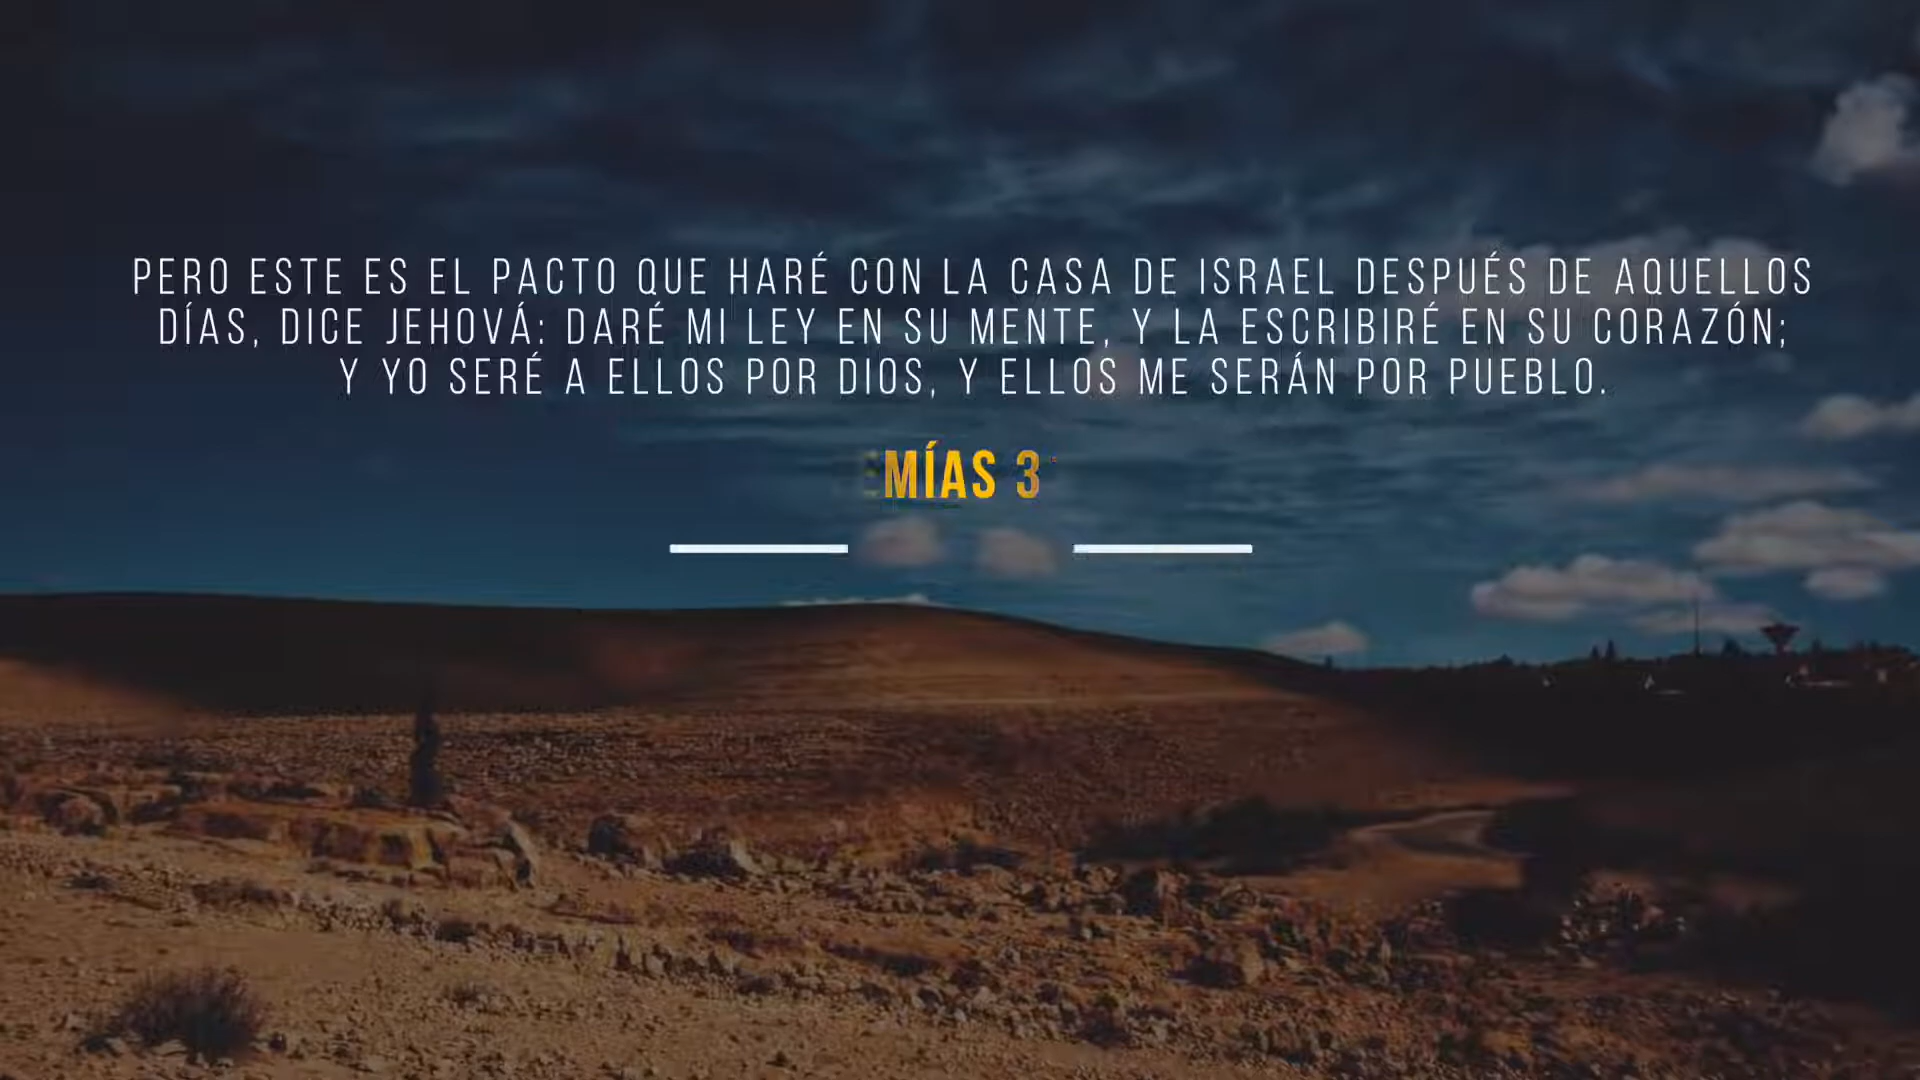 PERO ESTE ES EL PACTO QUE HARÉ CON LA CASA DE ISRAEL DESPUÉS DE AQUELLOS
DÍAS, DICE JEHOVÁ: DARÉ MI LEY EN SU MENTE, Y LA ESCRIBIRÉ EN SU CORAZÓN;
Y YO SERÉ A ELLOS POR DIOS, Y ELLOS ME SERÁN POR PUEBLO.
MÍAS 3